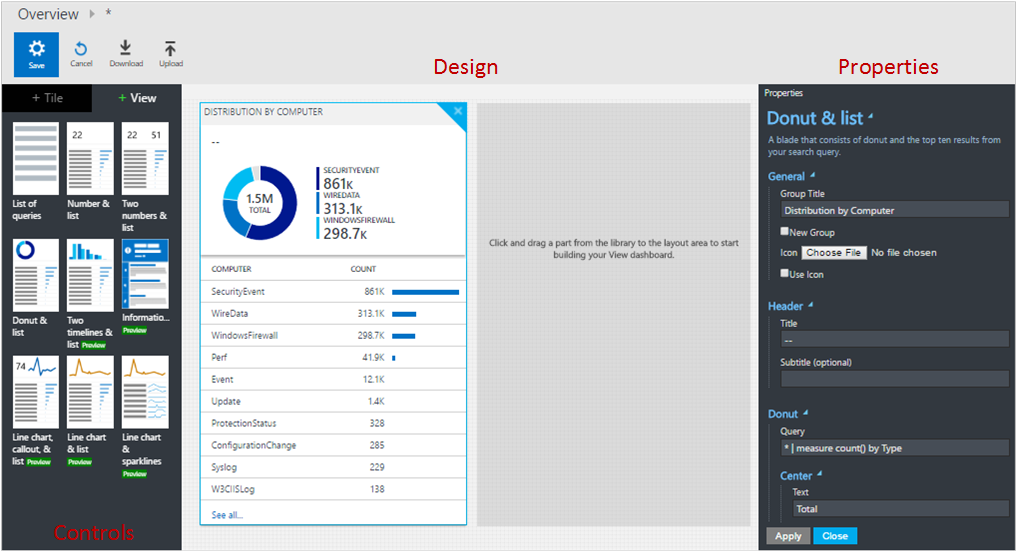 Overview *
Save
Cancel
Download
Upload
Design
Properties
+ Tile
+ View
22
22 51
List of
queries
Number &
list
Two
numbers &
list
Donut &
list
Two
timelines &
list Preview
Informatio...
Preview
74
Line chart,
callout, &
list Preview
Line chart
& list
Preview
Line chart
&
sparklines
Preview
Controls
DISTRIBUTION BY COMPUTER
--
1.5M
TOTAL
SECURITYEVENT
861K
WIREDATA
313.1K
WINDOWSFIREWALL
298.7K
COMPUTER COUNT
SecurityEvent 861K
WireData 313.1K
WindowsFirewall 298.7K
Perf 41.9K
Event 12.1K
Update 1.4K
ProtectionStatus 328
ConfigurationChange 285
Syslog 229
W3CIISLog 138
See all...
Click and drag a part from the library to the layout area to start
building your View dashboard.
Properties
Donut & list
A blade that consists of donut and the top ten results from
your search query.
General
Group Title
Distribution by Computer
New Group
Icon Choose File No file chosen
Use Icon
Header
Title
--
Subtitle (optional)
Donut
Query
* | measure count() by Type
Center
Text
Total
Apply Close